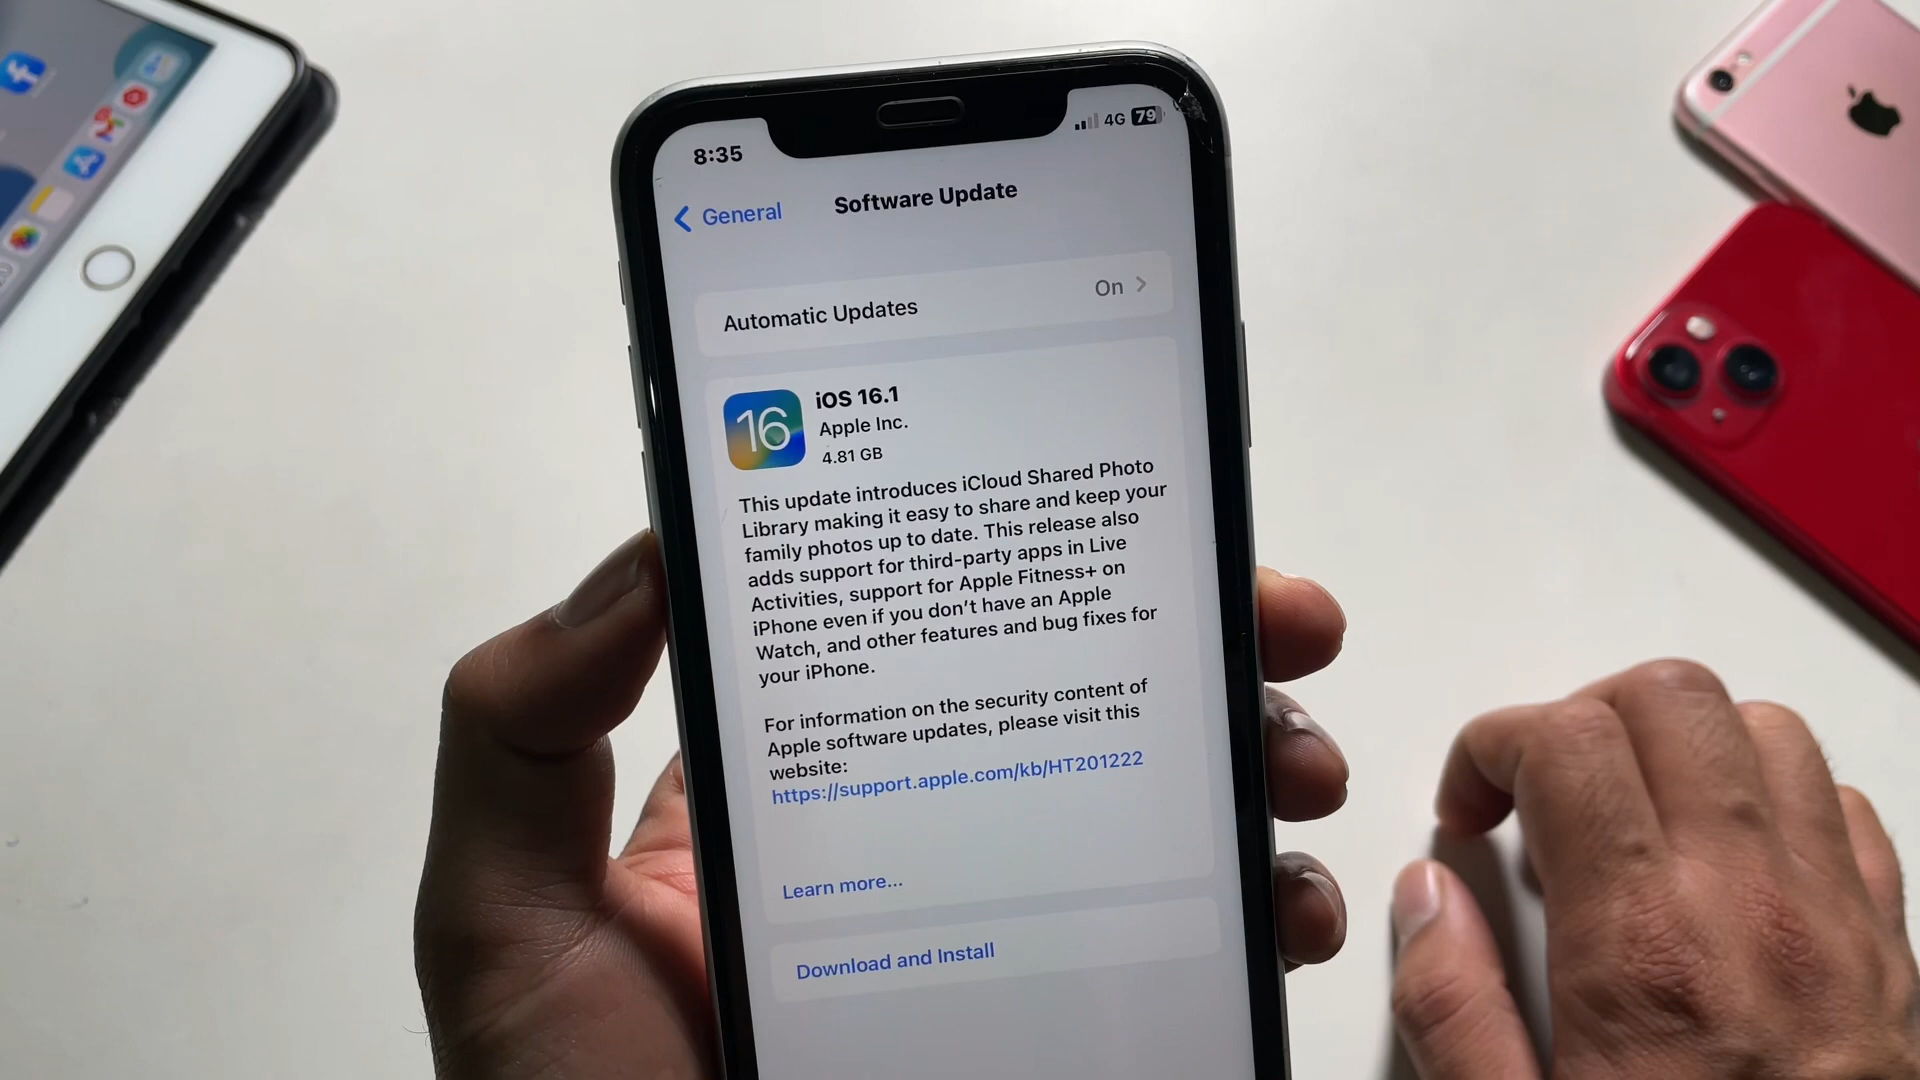 8:35
4G 79
General
Software Update
Automatic Updates
On
16
iOS 16.1
Apple Inc.
4.81 GB
This update introduces iCloud Shared Photo
Library making it easy to share and keep your
family photos up to date. This release also
adds support for third-party apps in Live
Activities, support for Apple Fitness+ on
iPhone even if you don't have an Apple
Watch, and other features and bug fixes for
your iPhone.
For information on the security content of
Apple software updates, please visit this
website:
https://support.apple.com/kb/HT201222
Learn more...
Download and Install